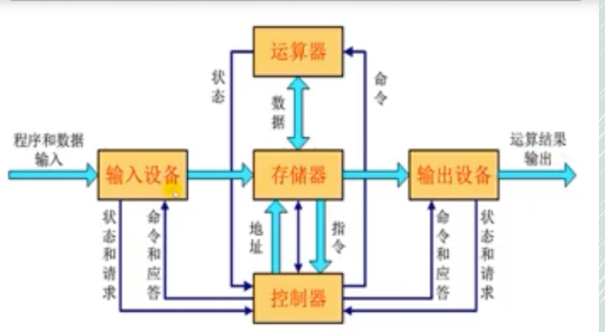 运算器
状态
命令
数据
程序和数据
输入
运算结果
输出
输入设备
存储器
输出设备
状态和请求
命令和应答
地址
指令
命令和应答
状态和请求
控制器